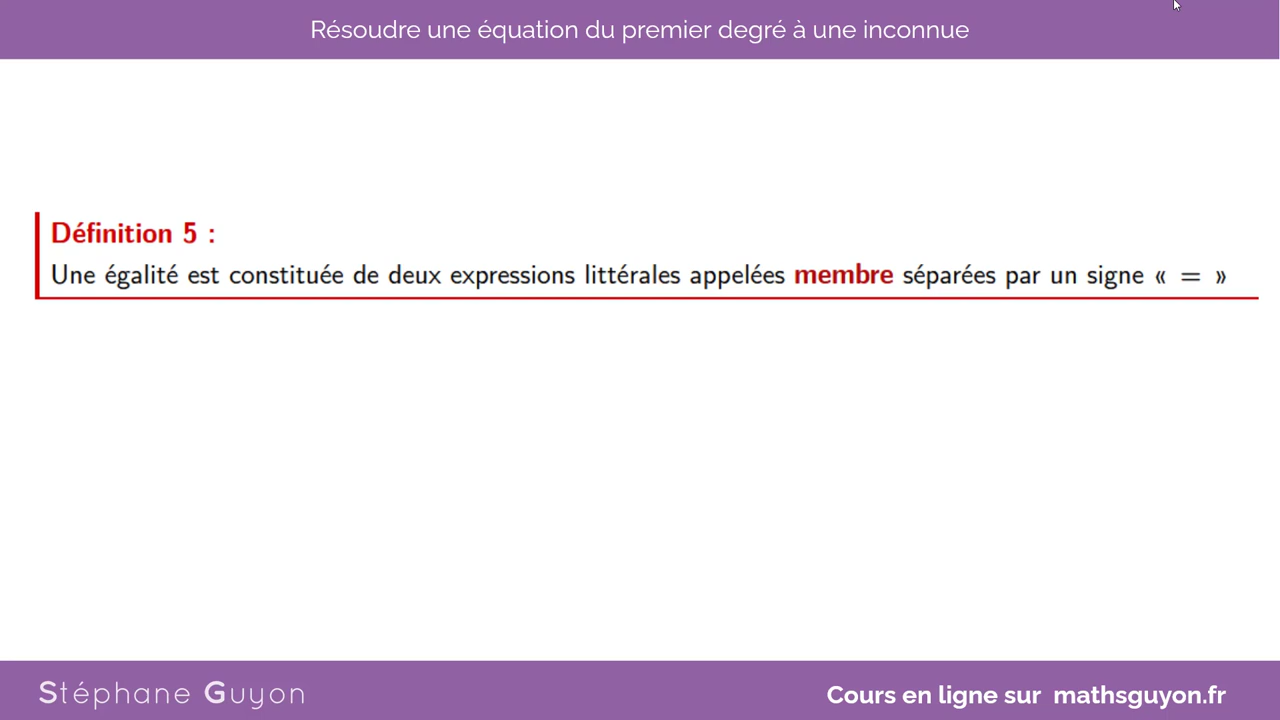 Résoudre une équation du premier degré à une inconnue
Définition 5 :
Une égalité est constituée de deux expressions littérales appelées membre séparées par un signe « = »
Stéphane Guyon
Cours en ligne sur mathsguyon.fr